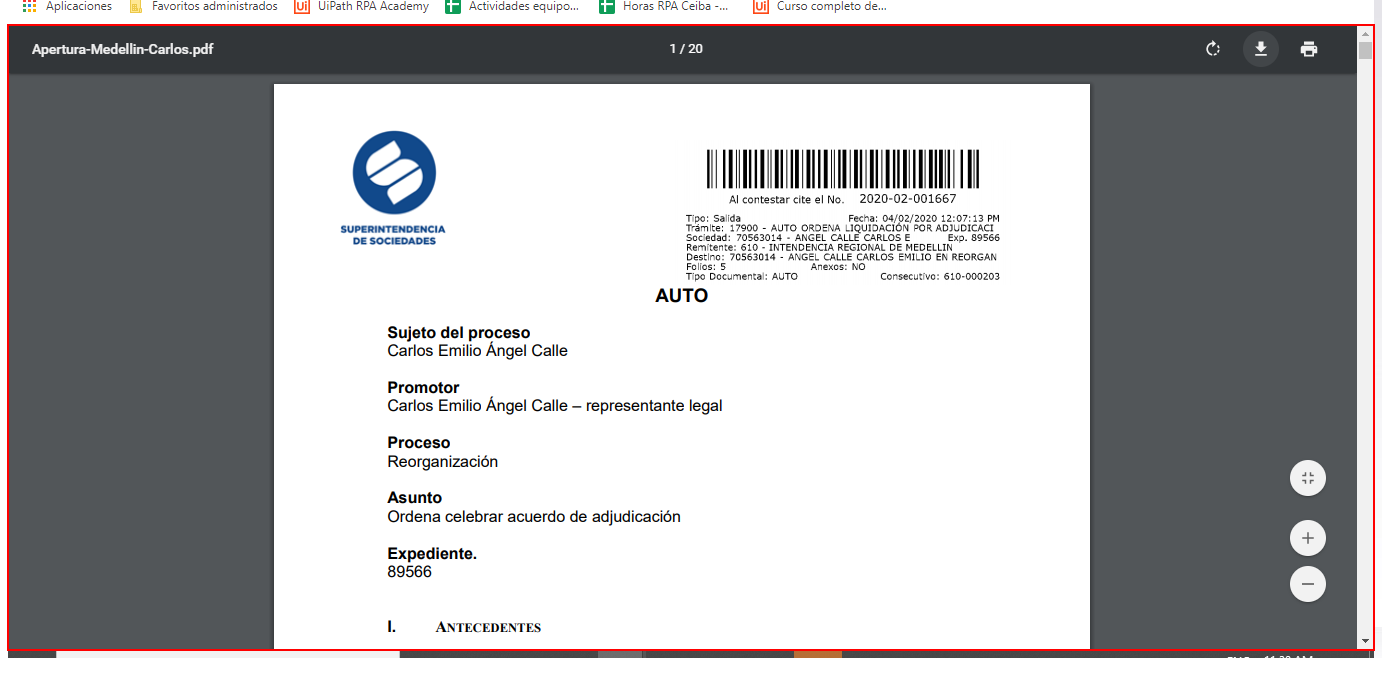 Aplicaciones Favoritos administrados UiPath RPA Academy Actividades equipo... Horas RPA Ceiba -... Curso completo de...
Apertura-Medellin-Carlos.pdf 1 / 20
SUPERINTENDENCIA
DE SOCIEDADES
Al contestar cite el No. 2020-02-001667
Tipo: Salida Fecha: 04/02/2020 12:07:13 PM
Trámite: 17900 - AUTO ORDENA LIQUIDACIÓN POR ADJUDICACI
Sociedad: 70563014 - ANGEL CALLE CARLOS E Exp. 89566
Remitente: 610 - INTENDENCIA REGIONAL DE MEDELLIN
Destino: 70563014 - ANGEL CALLE CARLOS EMILIO EN REORGAN
Folios: 5 Anexos: NO
Tipo Documental: AUTO Consecutivo: 610-000203
AUTO
Sujeto del proceso
Carlos Emilio Ángel Calle
Promotor
Carlos Emilio Ángel Calle – representante legal
Proceso
Reorganización
Asunto
Ordena celebrar acuerdo de adjudicación
Expediente.
89566
I. ANTECEDENTES